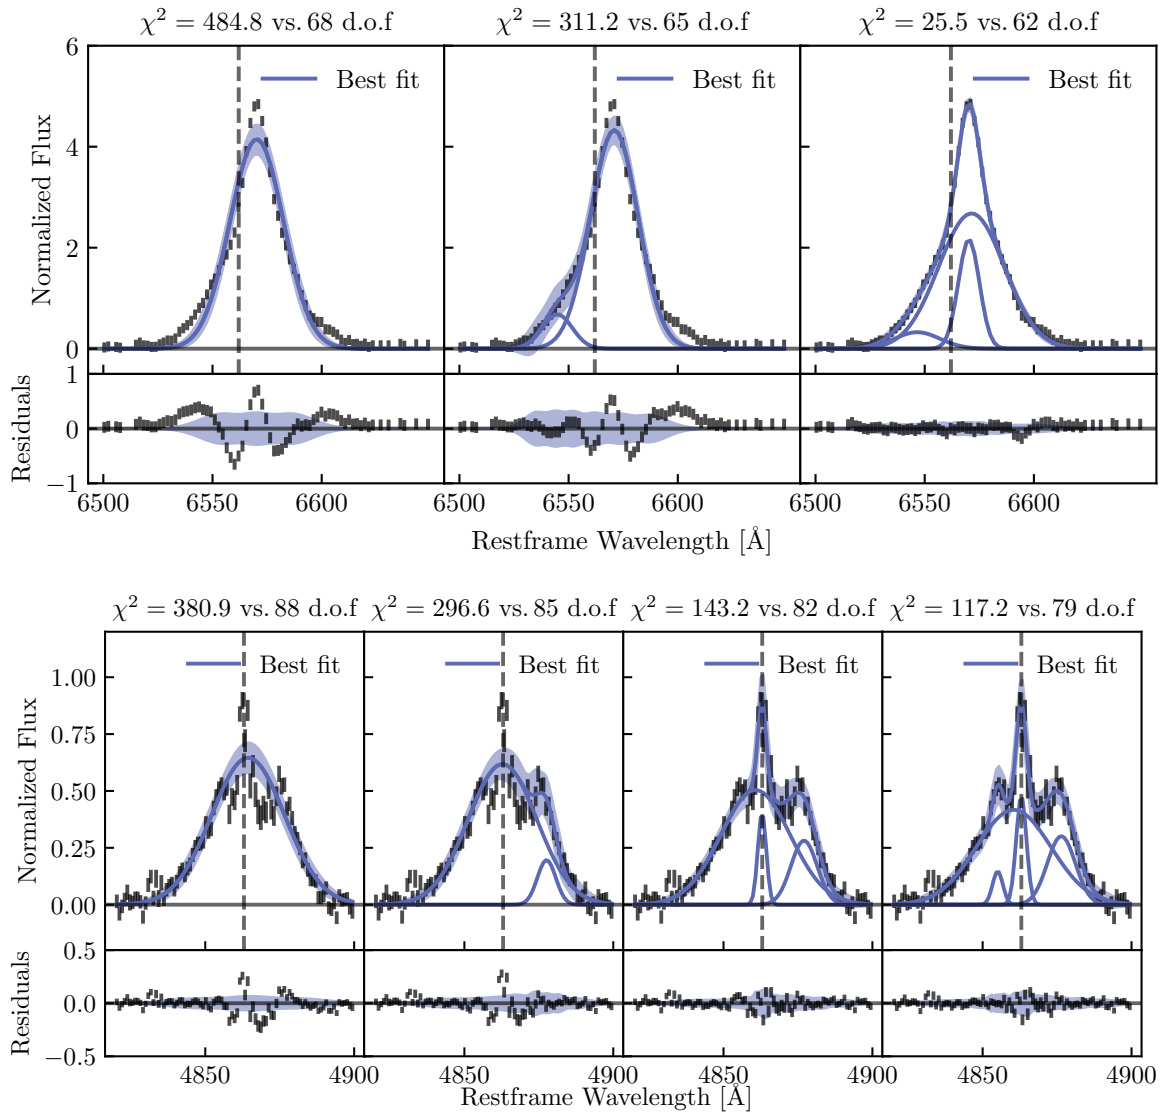 χ² = 484.8 vs. 68 d.o.f χ² = 311.2 vs. 65 d.o.f χ² = 25.5 vs. 62 d.o.f
6
Best fit Best fit Best fit
4
Normalized Flux
2
0
1
Residuals
0
−1
6500 6550 6600 6500 6550 6600 6500 6550 6600
Restframe Wavelength [Å]
χ² = 380.9 vs. 88 d.o.f χ² = 296.6 vs. 85 d.o.f χ² = 143.2 vs. 82 d.o.f χ² = 117.2 vs. 79 d.o.f
Best fit Best fit Best fit Best fit
1.00
0.75
Normalized Flux
0.50
0.25
0.00
0.5
Residuals
0.0
−0.5
4850 4900 4850 4900 4850 4900 4850 4900
Restframe Wavelength [Å]